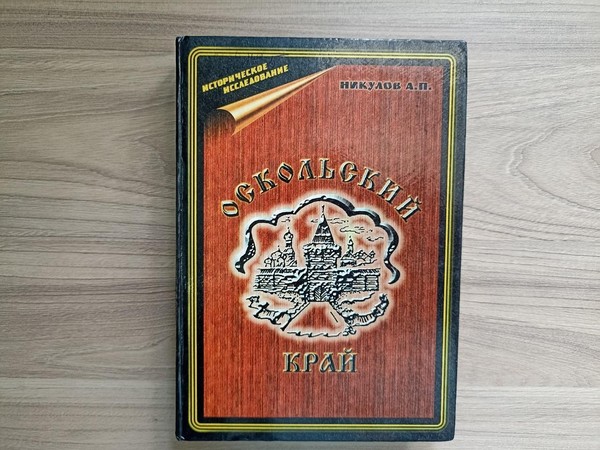 ИСТОРИЧЕСКОЕ
ИССЛЕДОВАНИЕ
НИКУЛОВ А.П.
ОСКОЛЬСКИЙ
КРАЙ